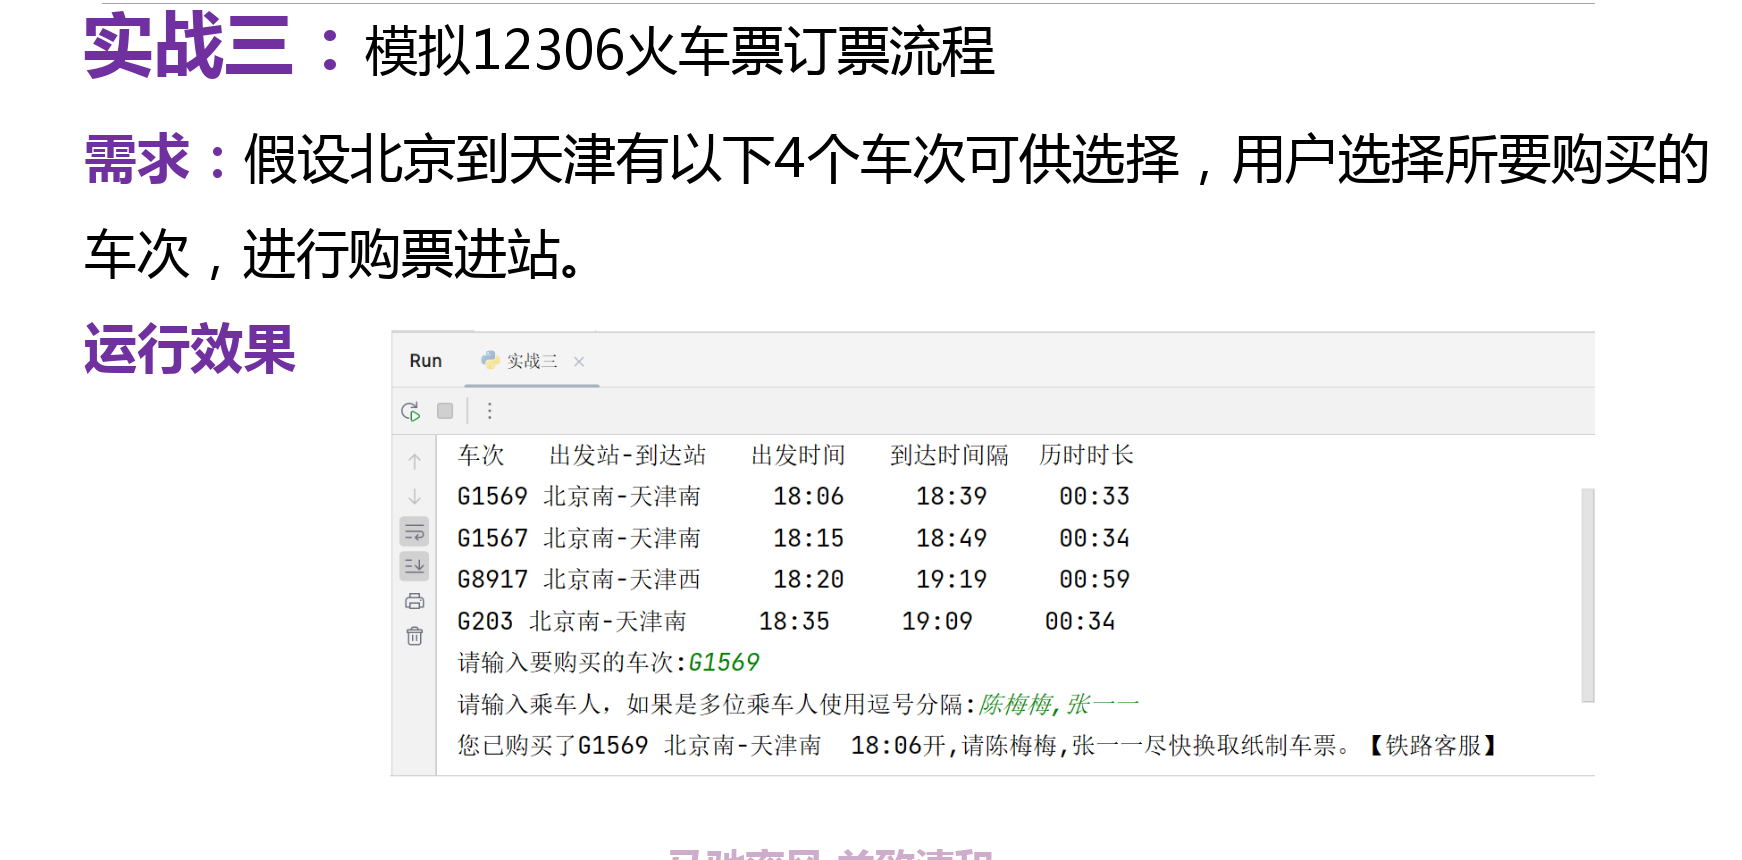 实战三：模拟12306火车票订票流程
需求：假设北京到天津有以下4个车次可供选择，用户选择所要购买的
车次，进行购票进站。
运行效果
Run 实战三
车次 出发站-到达站 出发时间 到达时间隔 历时时长
G1569 北京南-天津南 18:06 18:39 00:33
G1567 北京南-天津南 18:15 18:49 00:34
G8917 北京南-天津西 18:20 19:19 00:59
G203 北京南-天津南 18:35 19:09 00:34
请输入要购买的车次:G1569
请输入乘车人，如果是多位乘车人使用逗号分隔:陈梅梅,张一一
您已购买了G1569 北京南-天津南 18:06开,请陈梅梅,张一一尽快换取纸制车票。【铁路客服】